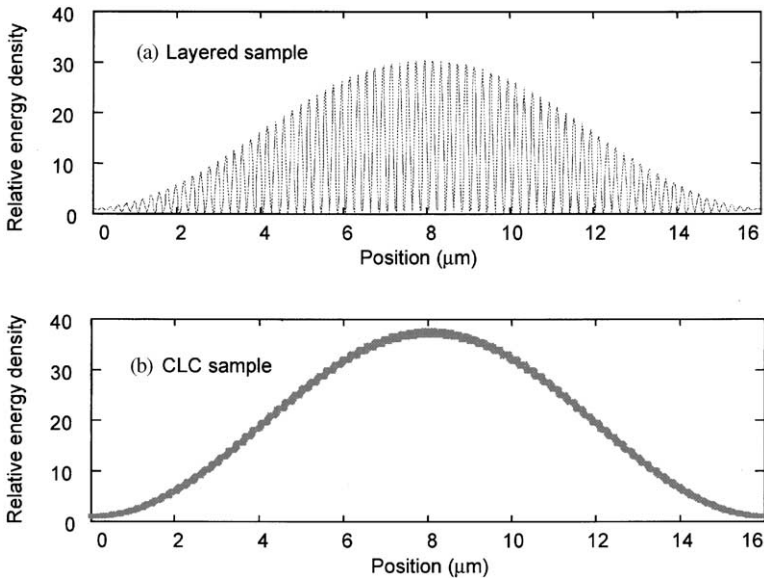 40
30
20
10
0
Relative energy density
(a) Layered sample
0 2 4 6 8 10 12 14 16
Position (μm)
40
30
20
10
0
Relative energy density
(b) CLC sample
0 2 4 6 8 10 12 14 16
Position (μm)